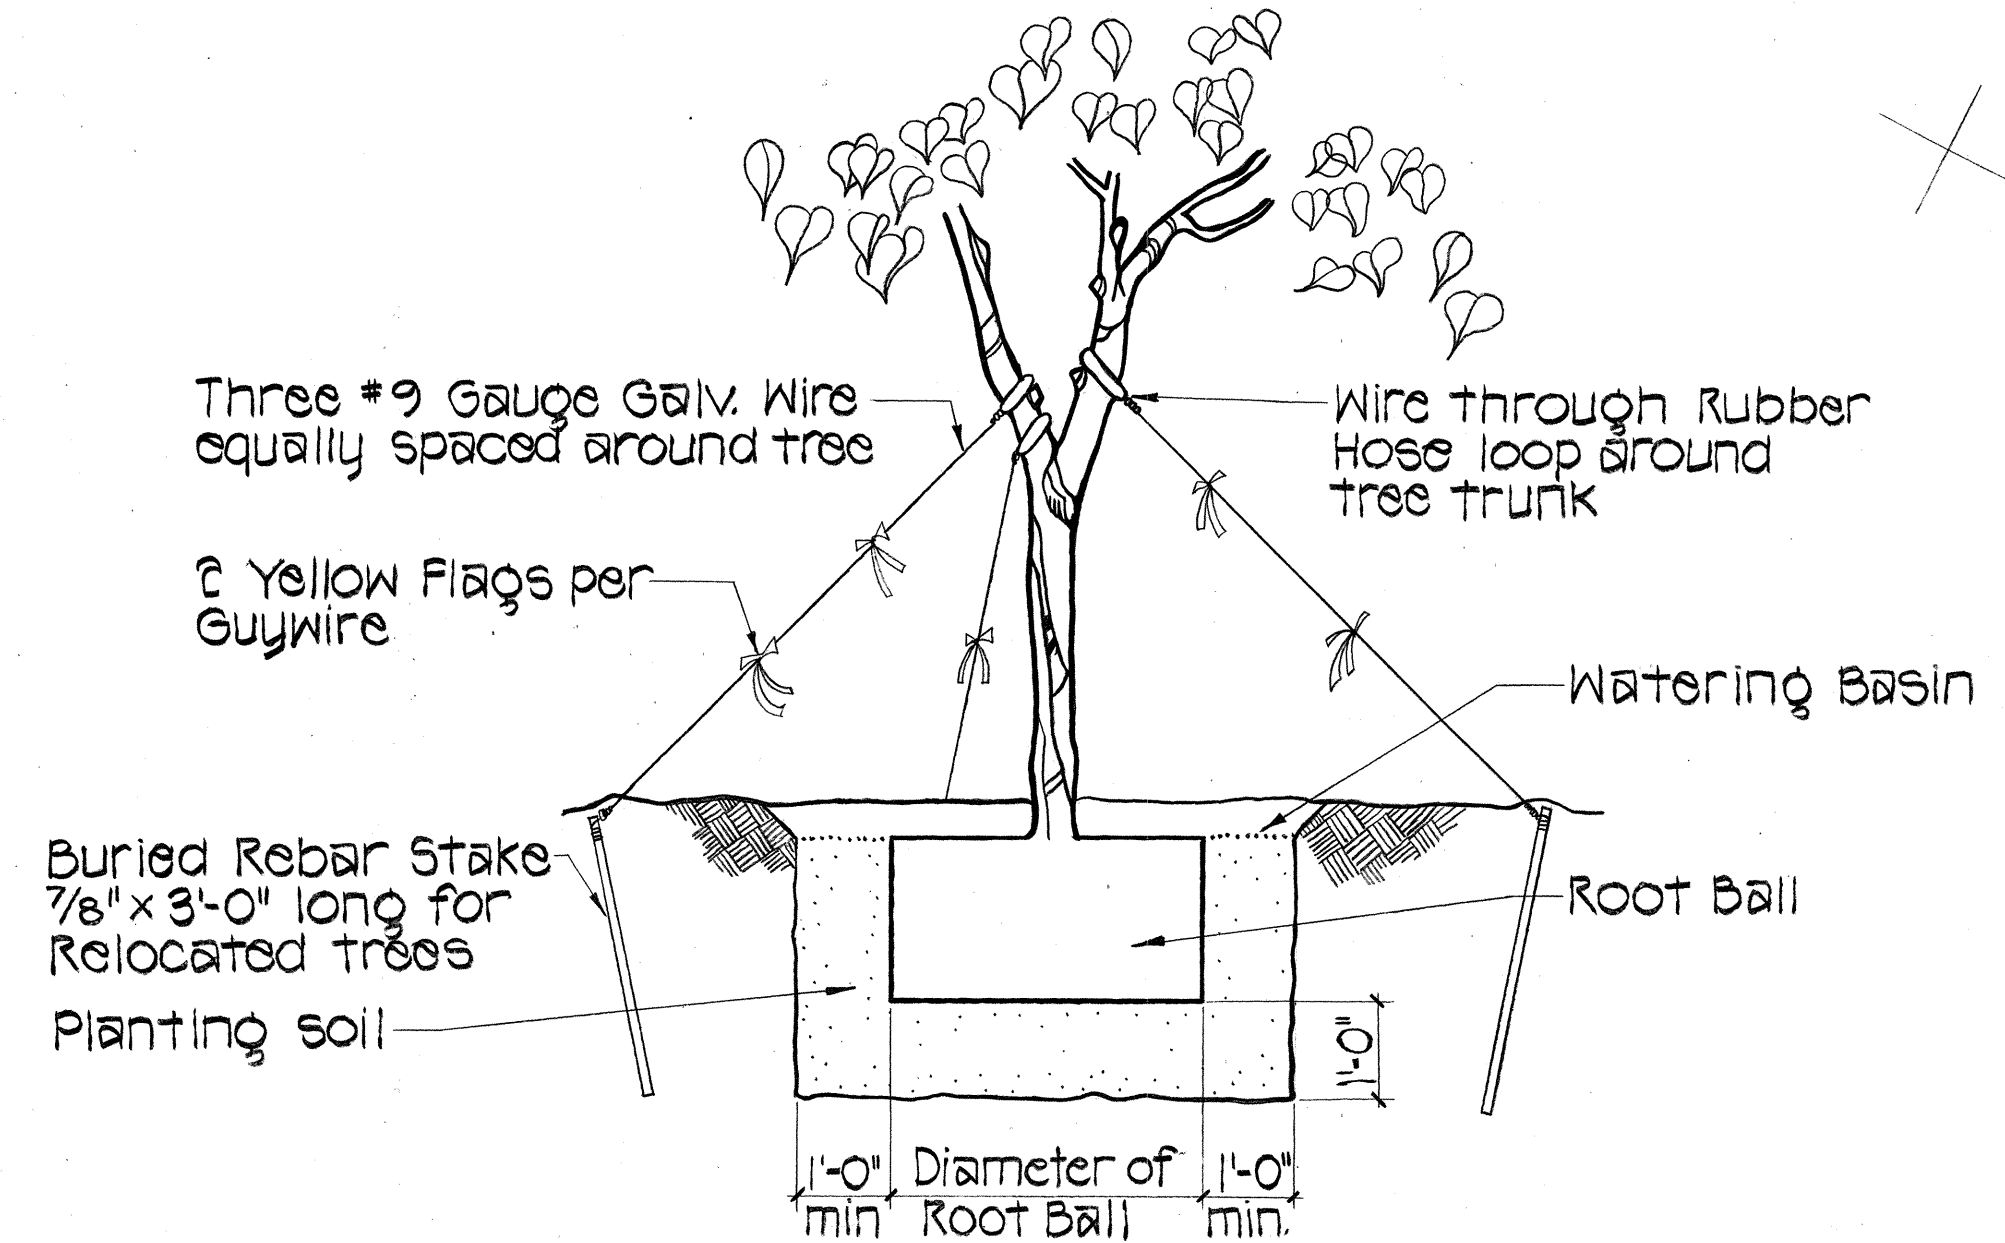 Three #9 Gauge Galv. Wire
equally spaced around tree
Wire through Rubber
Hose loop around
tree trunk
2 Yellow Flags per
Guywire
Watering Basin
Buried Rebar Stake
7/8" x 3'-0" long for
Relocated trees
Root Ball
Planting soil
1'-0"
1'-0"
min
Diameter of
Root Ball
1'-0"
min.